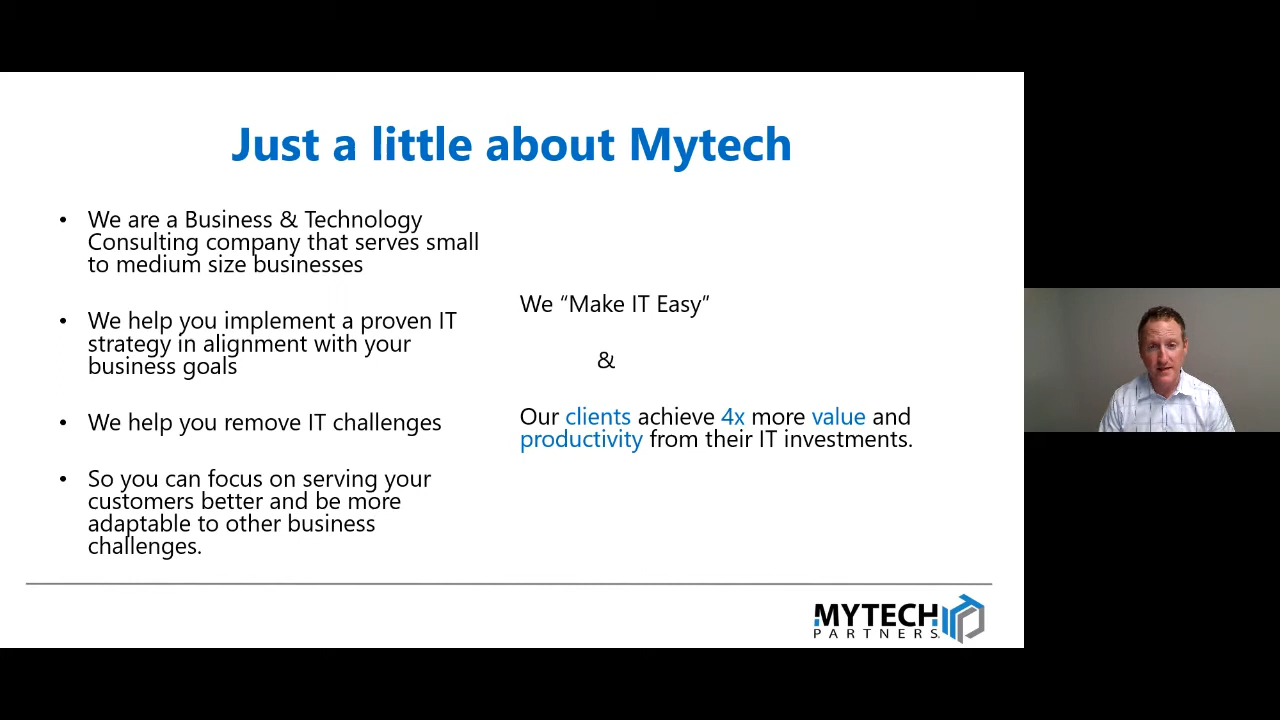 Just a little about Mytech
• We are a Business & Technology
Consulting company that serves small
to medium size businesses
• We help you implement a proven IT
strategy in alignment with your
business goals
• We help you remove IT challenges
• So you can focus on serving your
customers better and be more
adaptable to other business
challenges.
We “Make IT Easy”
&
Our clients achieve 4x more value and
productivity from their IT investments.
MYTECH
PARTNERS